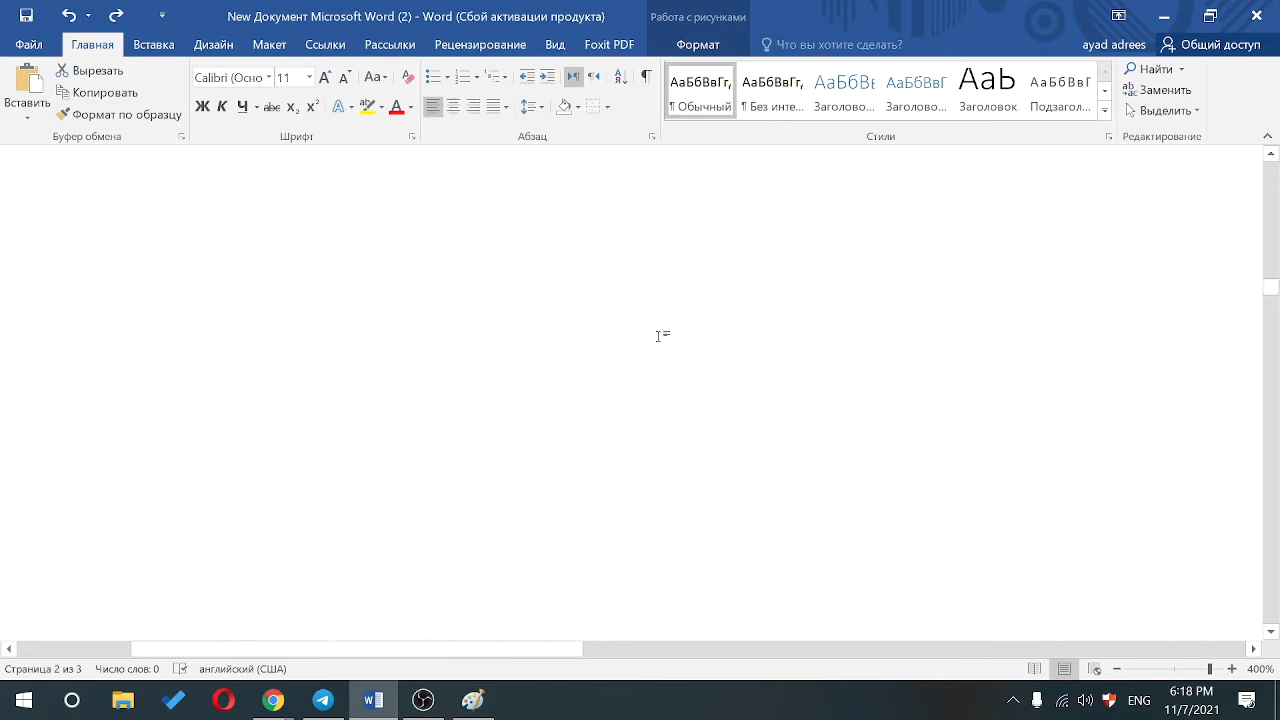 New Документ Microsoft Word (2) - Word (Сбой активации продукта)
Работа с рисунками
Файл Главная Вставка Дизайн Макет Ссылки Рассылки Рецензирование Вид Foxit PDF Формат Что вы хотите сделать? ayad adrees Общий доступ
Вставить
Вырезать
Копировать
Формат по образцу
Буфер обмена
Calibri (Осно 11
Ж К Ч abc X₂ X²
Шрифт
Абзац
АаБбВвГг, АаБбВвГг, АаБбВв АаБбВвГ АаЬ АаБбВвГ
¶ Обычный ¶ Без инте... Заголово... Заголово... Заголовок Подзагол...
Стили
Найти
Заменить
Выделить
Редактирование
Страница 2 из 3 Число слов: 0 английский (США) 400%
ENG
6:18 PM
11/7/2021